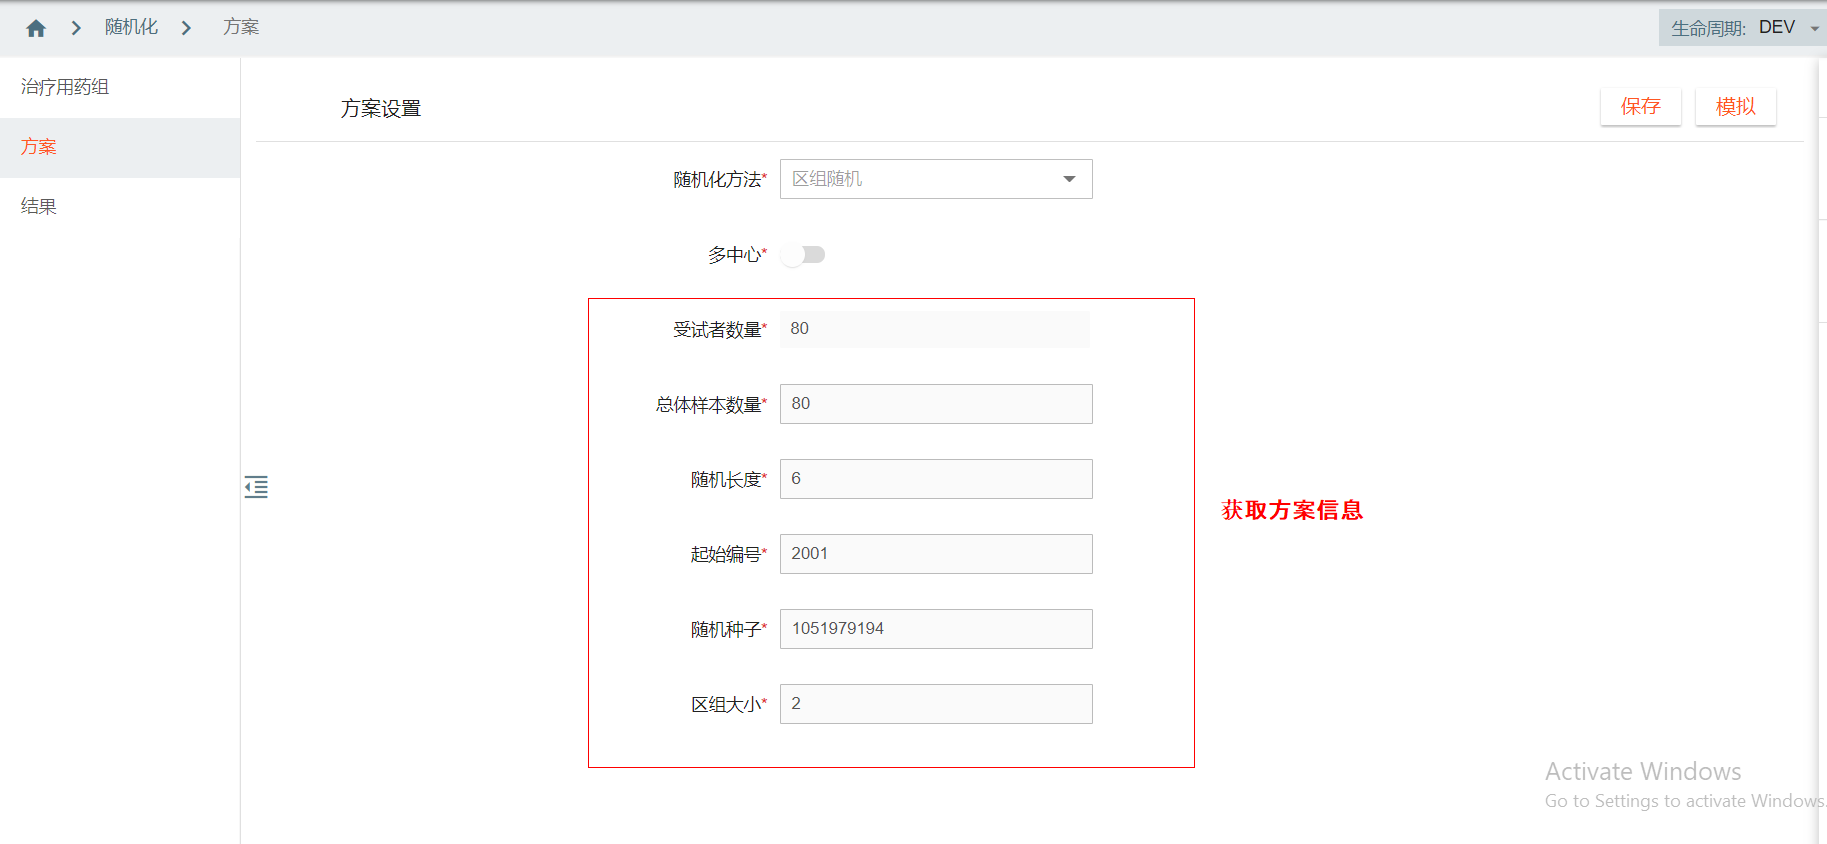 随机化
方案
生命周期: DEV
治疗用药组
方案
结果
方案设置
保存
模拟
随机化方法*
区组随机
多中心*
受试者数量*
80
总体样本数量*
80
随机长度*
6
起始编号*
2001
随机种子*
1051979194
区组大小*
2
获取方案信息
Activate Windows
Go to Settings to activate Windows.